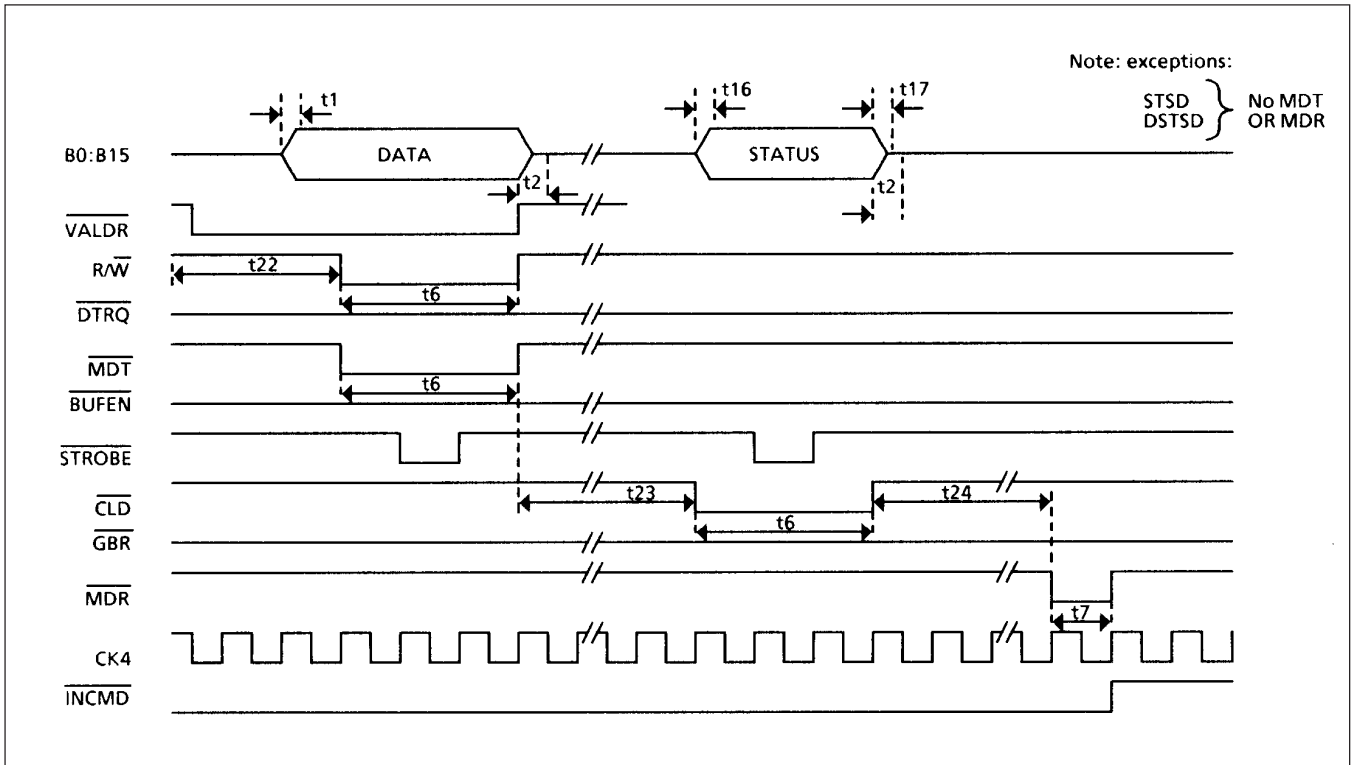 Note: exceptions:
STSD
DSTSD
No MDT
OR MDR
t1
t16
t17
B0:B15
DATA
STATUS
t2
t2
VALDR
R/W
t22
t6
DTRQ
MDT
t6
BUFEN
STROBE
CLD
t23
t24
t6
GBR
MDR
t7
CK4
INCMD